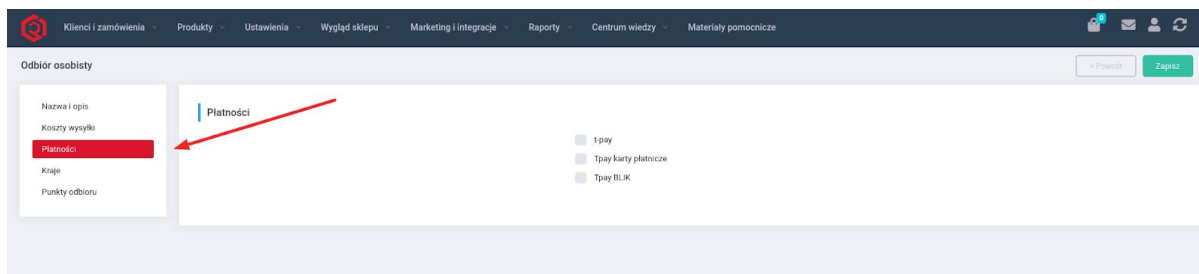 Klienci i zamówienia Produkty Ustawienia Wygląd sklepu Marketing i integracje Raporty Centrum wiedzy Materiały pomocnicze 0
Odbiór osobisty « Powrót Zapisz
Nazwa i opis
Koszty wysyłki
Płatności
Kraje
Punkty odbioru
Płatności
t-pay
Tpay karty płatnicze
Tpay BLIK